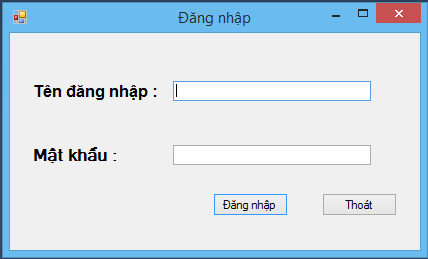 Đăng nhập
Tên đăng nhập :
Mật khẩu :
Đăng nhập Thoát